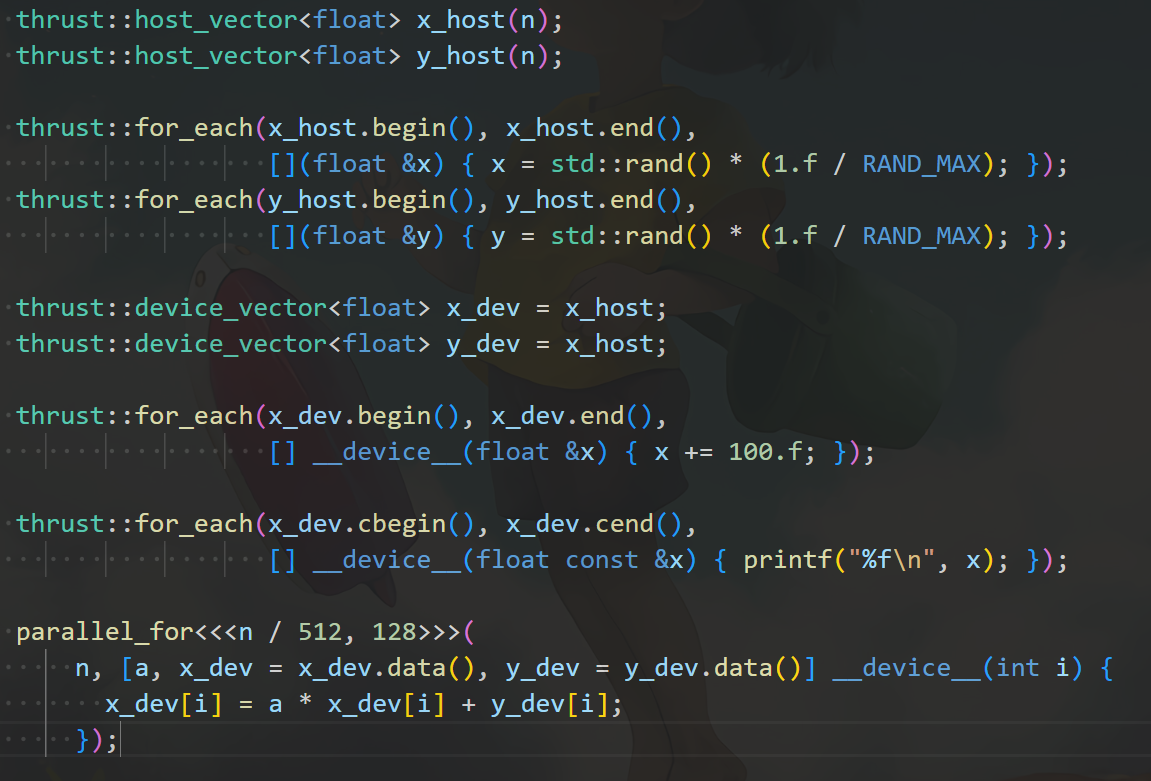 thrust::host_vector<float> x_host(n);
thrust::host_vector<float> y_host(n);
thrust::for_each(x_host.begin(), x_host.end(),
[](float &x) { x = std::rand() * (1.f / RAND_MAX); });
thrust::for_each(y_host.begin(), y_host.end(),
[](float &y) { y = std::rand() * (1.f / RAND_MAX); });
thrust::device_vector<float> x_dev = x_host;
thrust::device_vector<float> y_dev = x_host;
thrust::for_each(x_dev.begin(), x_dev.end(),
[] __device__(float &x) { x += 100.f; });
thrust::for_each(x_dev.cbegin(), x_dev.cend(),
[] __device__(float const &x) { printf("%f\n", x); });
parallel_for<<<n / 512, 128>>>(
n, [a, x_dev = x_dev.data(), y_dev = y_dev.data()] __device__(int i) {
x_dev[i] = a * x_dev[i] + y_dev[i];
});